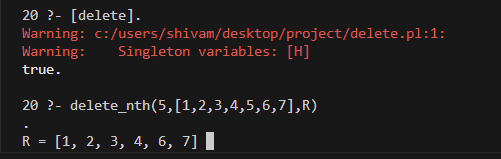 20 ?- [delete].
Warning: c:/users/shivam/desktop/project/delete.pl:1:
Warning:    Singleton variables: [H]
true.
20 ?- delete_nth(5,[1,2,3,4,5,6,7],R)
.
R = [1, 2, 3, 4, 6, 7]